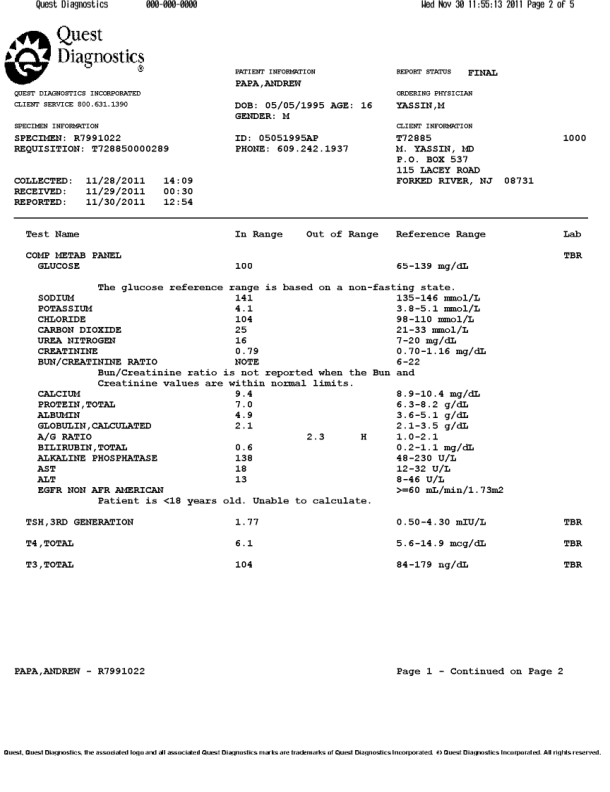 Quest Diagnostics 000-000-0000 Wed Nov 30 11:55:13 2011 Page 2 of 5
Quest
Diagnostics®
QUEST DIAGNOSTICS INCORPORATED
CLIENT SERVICE 800.631.1390
SPECIMEN INFORMATION
SPECIMEN: R7991022
REQUISITION: T728850000289
COLLECTED: 11/28/2011 14:09
RECEIVED: 11/29/2011 00:30
REPORTED: 11/30/2011 12:54
PATIENT INFORMATION
PAPA,ANDREW
DOB: 05/05/1995 AGE: 16
GENDER: M
ID: 05051995AP
PHONE: 609.242.1937
REPORT STATUS FINAL
ORDERING PHYSICIAN
YASSIN,M
CLIENT INFORMATION
T72885 1000
M. YASSIN, MD
P.O. BOX 537
115 LACEY ROAD
FORKED RIVER, NJ 08731
Test Name In Range Out of Range Reference Range Lab
COMP METAB PANEL TBR
GLUCOSE 100 65-139 mg/dL
The glucose reference range is based on a non-fasting state.
SODIUM 141 135-146 mmol/L
POTASSIUM 4.1 3.8-5.1 mmol/L
CHLORIDE 104 98-110 mmol/L
CARBON DIOXIDE 25 21-33 mmol/L
UREA NITROGEN 16 7-20 mg/dL
CREATININE 0.79 0.70-1.16 mg/dL
BUN/CREATININE RATIO NOTE 6-22
Bun/Creatinine ratio is not reported when the Bun and
Creatinine values are within normal limits.
CALCIUM 9.4 8.9-10.4 mg/dL
PROTEIN,TOTAL 7.0 6.3-8.2 g/dL
ALBUMIN 4.9 3.6-5.1 g/dL
GLOBULIN,CALCULATED 2.1 2.1-3.5 g/dL
A/G RATIO 2.3 H 1.0-2.1
BILIRUBIN,TOTAL 0.6 0.2-1.1 mg/dL
ALKALINE PHOSPHATASE 138 48-230 U/L
AST 18 12-32 U/L
ALT 13 8-46 U/L
EGFR NON AFR AMERICAN >=60 mL/min/1.73m2
Patient is <18 years old. Unable to calculate.
TSH,3RD GENERATION 1.77 0.50-4.30 mIU/L TBR
T4,TOTAL 6.1 5.6-14.9 mcg/dL TBR
T3,TOTAL 104 84-179 ng/dL TBR
PAPA,ANDREW - R7991022 Page 1 - Continued on Page 2
Quest, Quest Diagnostics, the associated logo and all associated Quest Diagnostics marks are trademarks of Quest Diagnostics Incorporated. © Quest Diagnostics Incorporated. All rights reserved.